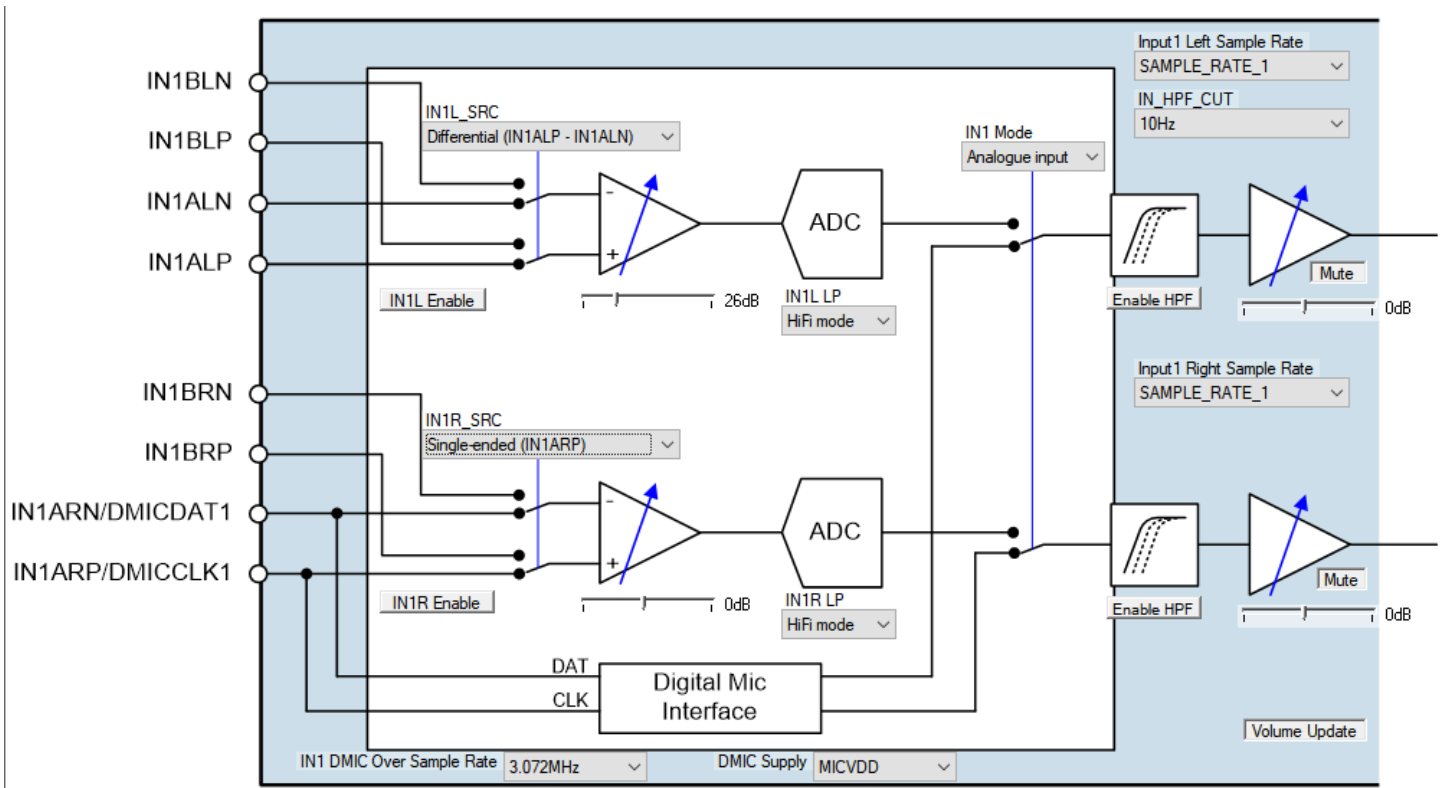 Input1 Left Sample Rate
SAMPLE_RATE_1
IN_HPF_CUT
10Hz
IN1BLN
IN1BLP
IN1ALN
IN1ALP
IN1L_SRC
Differential (IN1ALP - IN1ALN)
-
+
IN1L Enable
26dB
ADC
IN1L LP
HiFi mode
IN1 Mode
Analogue input
Enable HPF
Mute
0dB
Input1 Right Sample Rate
SAMPLE_RATE_1
IN1BRN
IN1BRP
IN1ARN/DMICDAT1
IN1ARP/DMICCLK1
IN1R_SRC
Single-ended (IN1ARP)
-
+
IN1R Enable
0dB
ADC
IN1R LP
HiFi mode
Enable HPF
Mute
0dB
DAT
CLK
Digital Mic
Interface
Volume Update
IN1 DMIC Over Sample Rate
3.072MHz
DMIC Supply
MICVDD